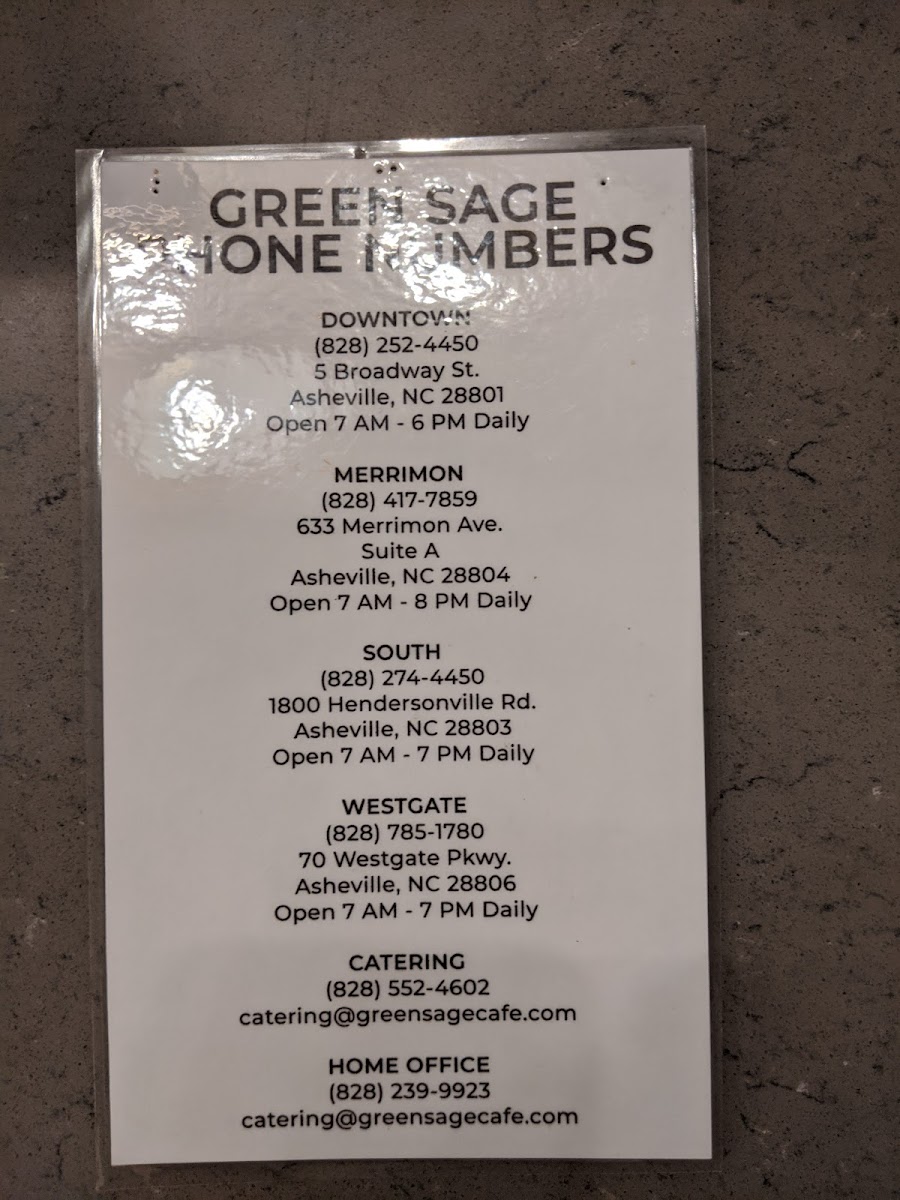 GREEN SAGE
PHONE NUMBERS
DOWNTOWN
(828) 252-4450
5 Broadway St.
Asheville, NC 28801
Open 7 AM - 6 PM Daily
MERRIMON
(828) 417-7859
633 Merrimon Ave.
Suite A
Asheville, NC 28804
Open 7 AM - 8 PM Daily
SOUTH
(828) 274-4450
1800 Hendersonville Rd.
Asheville, NC 28803
Open 7 AM - 7 PM Daily
WESTGATE
(828) 785-1780
70 Westgate Pkwy.
Asheville, NC 28806
Open 7 AM - 7 PM Daily
CATERING
(828) 552-4602
catering@greensagecafe.com
HOME OFFICE
(828) 239-9923
catering@greensagecafe.com